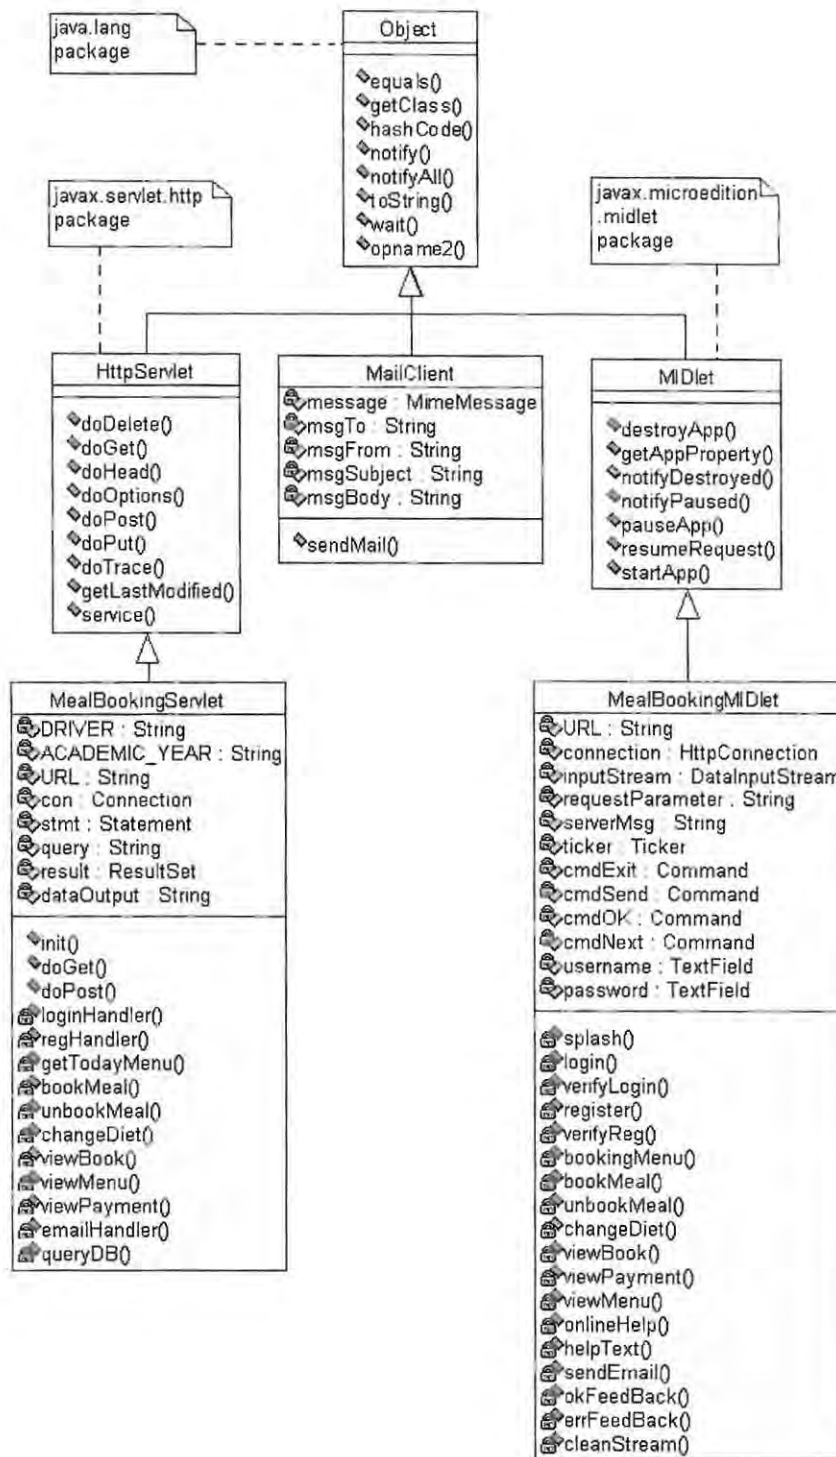 java.lang
package
Object
equals()
getClass()
hashCode()
notify()
notifyAll()
toString()
wait()
opname2()
javax.servlet.http
package
javax.microedition
.midlet
package
HttpServlet
doDelete()
doGet()
doHead()
doOptions()
doPost()
doPut()
doTrace()
getLastModified()
service()
MailClient
message : MimeMessage
msgTo : String
msgFrom : String
msgSubject : String
msgBody : String
sendMail()
MIDlet
destroyApp()
getAppProperty()
notifyDestroyed()
notifyPaused()
pauseApp()
resumeRequest()
startApp()
MealBookingServlet
DRIVER : String
ACADEMIC_YEAR : String
URL : String
con : Connection
stmt : Statement
query : String
result : ResultSet
dataOutput : String
init()
doGet()
doPost()
loginHandler()
regHandler()
getTodayMenu()
bookMeal()
unbookMeal()
changeDiet()
viewBook()
viewMenu()
viewPayment()
emailHandler()
queryDB()
MealBookingMIDlet
URL : String
connection : HttpConnection
inputStream : DataInputStream
requestParameter : String
serverMsg : String
ticker : Ticker
cmdExit : Command
cmdSend : Command
cmdOK : Command
cmdNext : Command
username : TextField
password : TextField
splash()
login()
verifyLogin()
register()
verifyReg()
bookingMenu()
bookMeal()
unbookMeal()
changeDiet()
viewBook()
viewPayment()
viewMenu()
onlineHelp()
helpText()
sendEmail()
okFeedBack()
errFeedBack()
cleanStream()